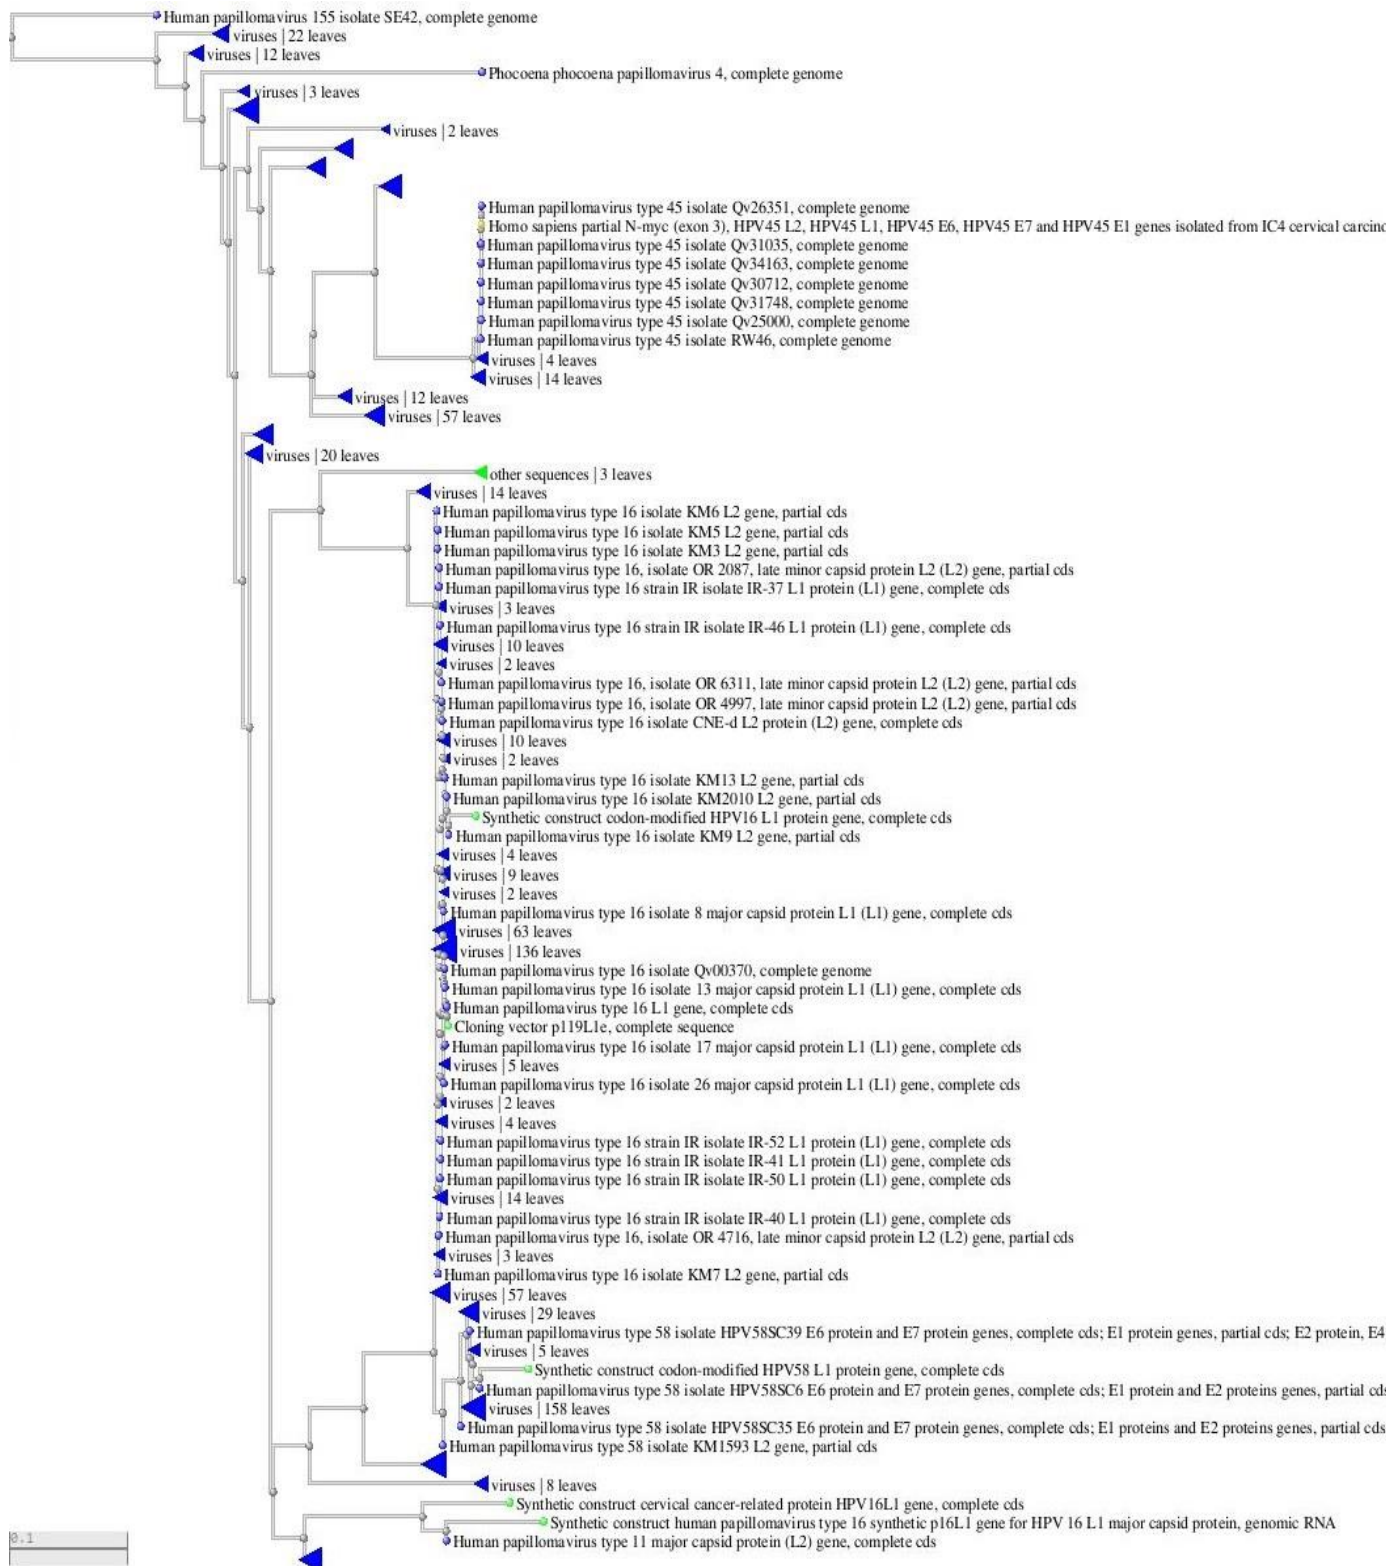 Human papillomavirus 155 isolate SE42, complete genome
viruses | 22 leaves
viruses | 12 leaves
Phocoena phocoena papillomavirus 4, complete genome
viruses | 3 leaves
viruses | 2 leaves
Human papillomavirus type 45 isolate Qv26351, complete genome
Homo sapiens partial N-myc (exon 3), HPV45 L2, HPV45 L1, HPV45 E6, HPV45 E7 and HPV45 E1 genes isolated from IC4 cervical carcino
Human papillomavirus type 45 isolate Qv31035, complete genome
Human papillomavirus type 45 isolate Qv34163, complete genome
Human papillomavirus type 45 isolate Qv30712, complete genome
Human papillomavirus type 45 isolate Qv31748, complete genome
Human papillomavirus type 45 isolate Qv25000, complete genome
Human papillomavirus type 45 isolate RW46, complete genome
viruses | 4 leaves
viruses | 14 leaves
viruses | 12 leaves
viruses | 57 leaves
viruses | 20 leaves
other sequences | 3 leaves
viruses | 14 leaves
Human papillomavirus type 16 isolate KM6 L2 gene, partial cds
Human papillomavirus type 16 isolate KM5 L2 gene, partial cds
Human papillomavirus type 16 isolate KM3 L2 gene, partial cds
Human papillomavirus type 16, isolate OR 2087, late minor capsid protein L2 (L2) gene, partial cds
Human papillomavirus type 16 strain IR isolate IR-37 L1 protein (L1) gene, complete cds
viruses | 3 leaves
Human papillomavirus type 16 strain IR isolate IR-46 L1 protein (L1) gene, complete cds
viruses | 10 leaves
viruses | 2 leaves
Human papillomavirus type 16, isolate OR 6311, late minor capsid protein L2 (L2) gene, partial cds
Human papillomavirus type 16, isolate OR 4997, late minor capsid protein L2 (L2) gene, partial cds
Human papillomavirus type 16 isolate CNE-d L2 protein (L2) gene, complete cds
viruses | 10 leaves
viruses | 2 leaves
Human papillomavirus type 16 isolate KM13 L2 gene, partial cds
Human papillomavirus type 16 isolate KM2010 L2 gene, partial cds
Synthetic construct codon-modified HPV16 L1 protein gene, complete cds
Human papillomavirus type 16 isolate KM9 L2 gene, partial cds
viruses | 4 leaves
viruses | 9 leaves
viruses | 2 leaves
Human papillomavirus type 16 isolate 8 major capsid protein L1 (L1) gene, complete cds
viruses | 63 leaves
viruses | 136 leaves
Human papillomavirus type 16 isolate Qv00370, complete genome
Human papillomavirus type 16 isolate 13 major capsid protein L1 (L1) gene, complete cds
Human papillomavirus type 16 L1 gene, complete cds
Cloning vector p119L1e, complete sequence
Human papillomavirus type 16 isolate 17 major capsid protein L1 (L1) gene, complete cds
viruses | 5 leaves
Human papillomavirus type 16 isolate 26 major capsid protein L1 (L1) gene, complete cds
viruses | 2 leaves
viruses | 4 leaves
Human papillomavirus type 16 strain IR isolate IR-52 L1 protein (L1) gene, complete cds
Human papillomavirus type 16 strain IR isolate IR-41 L1 protein (L1) gene, complete cds
Human papillomavirus type 16 strain IR isolate IR-50 L1 protein (L1) gene, complete cds
viruses | 14 leaves
Human papillomavirus type 16 strain IR isolate IR-40 L1 protein (L1) gene, complete cds
Human papillomavirus type 16, isolate OR 4716, late minor capsid protein L2 (L2) gene, partial cds
viruses | 3 leaves
Human papillomavirus type 16 isolate KM7 L2 gene, partial cds
viruses | 57 leaves
viruses | 29 leaves
Human papillomavirus type 58 isolate HPV58SC39 E6 protein and E7 protein genes, complete cds; E1 protein genes, partial cds; E2 protein, E4
viruses | 5 leaves
Synthetic construct codon-modified HPV58 L1 protein gene, complete cds
Human papillomavirus type 58 isolate HPV58SC6 E6 protein and E7 protein genes, complete cds; E1 protein and E2 proteins genes, partial cds
viruses | 158 leaves
Human papillomavirus type 58 isolate HPV58SC35 E6 protein and E7 protein genes, complete cds; E1 proteins and E2 proteins genes, partial cds
Human papillomavirus type 58 isolate KM1593 L2 gene, partial cds
viruses | 8 leaves
Synthetic construct cervical cancer-related protein HPV16L1 gene, complete cds
Synthetic construct human papillomavirus type 16 synthetic p16L1 gene for HPV 16 L1 major capsid protein, genomic RNA
Human papillomavirus type 11 major capsid protein (L2) gene, complete cds
0.1